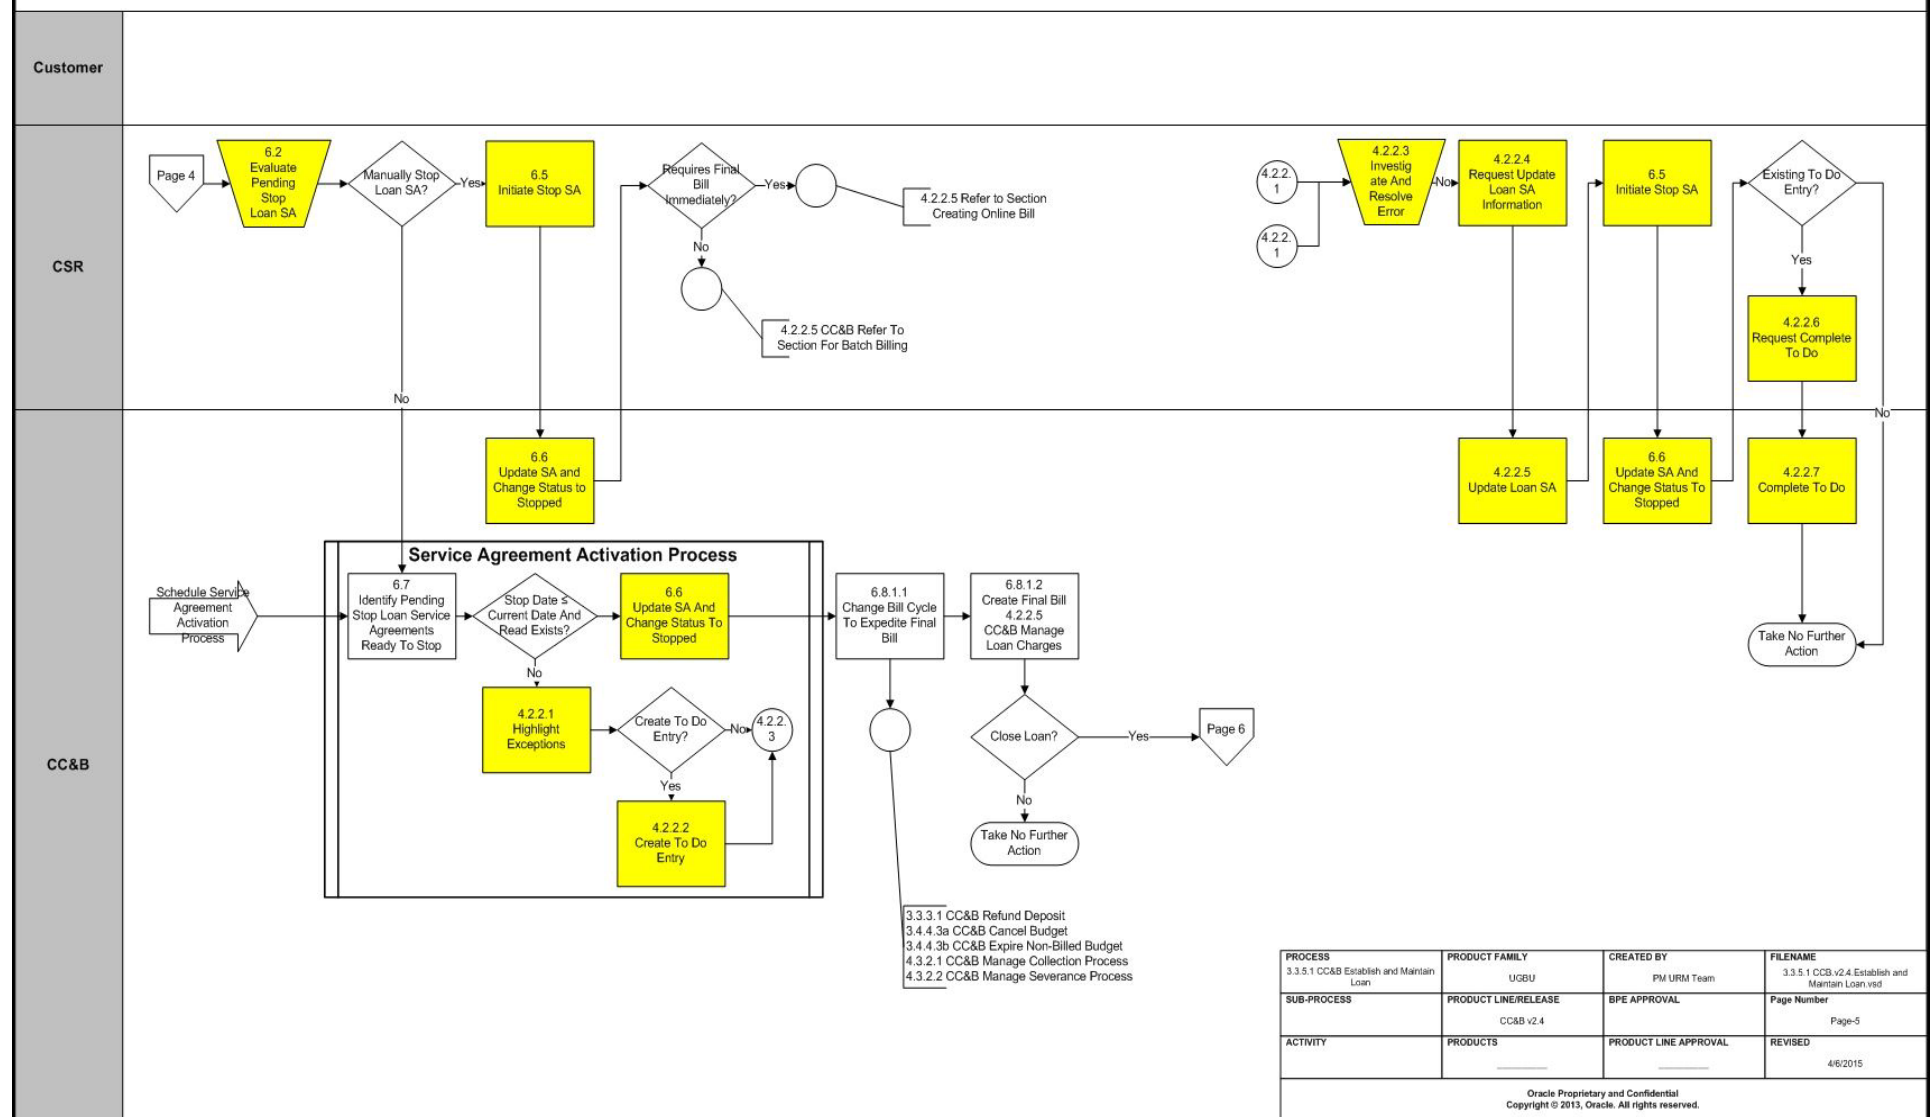 Customer
CSR
CC&B
Page 4
6.2
Evaluate
Pending
Stop
Loan SA
Manually Stop
Loan SA?
Yes
No
6.5
Initiate Stop SA
6.6
Update SA and
Change Status to
Stopped
Requires Final
Bill
Immediately?
Yes
4.2.2.5 Refer to Section
Creating Online Bill
No
4.2.2.5 CC&B Refer To
Section For Batch Billing
4.2.2.
1
4.2.2.
1
4.2.2.3
Investig
ate And
Resolve
Error
No
4.2.2.4
Request Update
Loan SA
Information
4.2.2.5
Update Loan SA
6.5
Initiate Stop SA
6.6
Update SA And
Change Status To
Stopped
Existing To Do
Entry?
Yes
No
4.2.2.6
Request Complete
To Do
4.2.2.7
Complete To Do
Take No Further
Action
Schedule Service
Agreement
Activation
Process
Service Agreement Activation Process
6.7
Identify Pending
Stop Loan Service
Agreements
Ready To Stop
Stop Date ≤
Current Date And
Read Exists?
No
6.6
Update SA And
Change Status To
Stopped
4.2.2.1
Highlight
Exceptions
Create To Do
Entry?
No
4.2.2.
3
Yes
4.2.2.2
Create To Do
Entry
6.8.1.1
Change Bill Cycle
To Expedite Final
Bill
6.8.1.2
Create Final Bill
4.2.2.5
CC&B Manage
Loan Charges
Close Loan?
Yes
Page 6
No
Take No Further
Action
3.3.3.1 CC&B Refund Deposit
3.4.4.3a CC&B Cancel Budget
3.4.4.3b CC&B Expire Non-Billed Budget
4.3.2.1 CC&B Manage Collection Process
4.3.2.2 CC&B Manage Severance Process
PROCESS
3.3.5.1 CC&B Establish and Maintain
Loan
PRODUCT FAMILY
UGBU
CREATED BY
PM URM Team
FILENAME
3.3.5.1 CCB.v2.4.Establish and
Maintain Loan.vsd
SUB-PROCESS
PRODUCT LINE/RELEASE
CC&B v2.4
BPE APPROVAL
Page Number
Page-5
ACTIVITY
PRODUCTS
PRODUCT LINE APPROVAL
REVISED
4/6/2015
Oracle Proprietary and Confidential
Copyright © 2013, Oracle. All rights reserved.